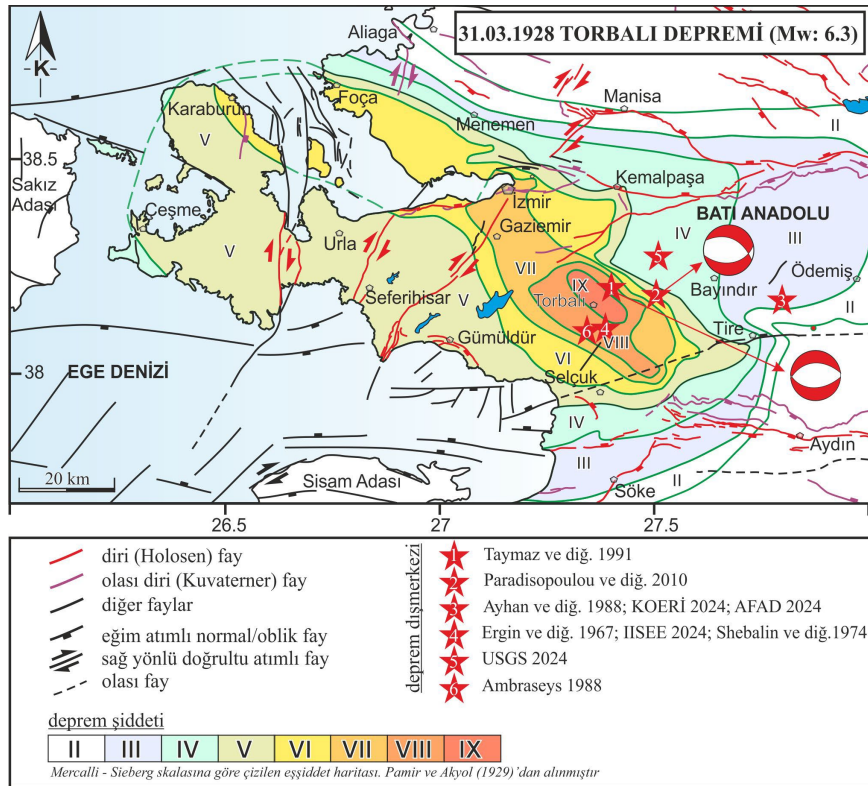 31.03.1928 TORBALI DEPREMİ (Mw: 6.3)
Aliaga
K
Foça
Karaburun
V
Menemen
Manisa
II
38.5
Sakız
Adası
Çeşme
V
Urla
İzmir
Gaziemir
Kemalpaşa
BATI ANADOLU
IV
III
5
VII
Seferihisar
V
IX
1
Torbalı
2
Bayındır
Ödemiş
3
II
6
4
VIII
Tire
Gümüldür
VI
Selçuk
38
EGE DENİZİ
IV
III
II
Aydın
Söke
Sisam Adası
20 km
26.5
27
27.5
diri (Holosen) fay
olası diri (Kuvaterner) fay
diğer faylar
eğim atımlı normal/oblik fay
sağ yönlü doğrultu atımlı fay
olası fay
deprem dışmerkezi
1 Taymaz ve diğ. 1991
2 Paradisopoulou ve diğ. 2010
3 Ayhan ve diğ. 1988; KOERİ 2024; AFAD 2024
4 Ergin ve diğ. 1967; IISEE 2024; Shebalin ve diğ.1974
5 USGS 2024
6 Ambraseys 1988
deprem şiddeti
II III IV V VI VII VIII IX
Mercalli - Sieberg skalasına göre çizilen eşşiddet haritası. Pamir ve Akyol (1929)'dan alınmıştır